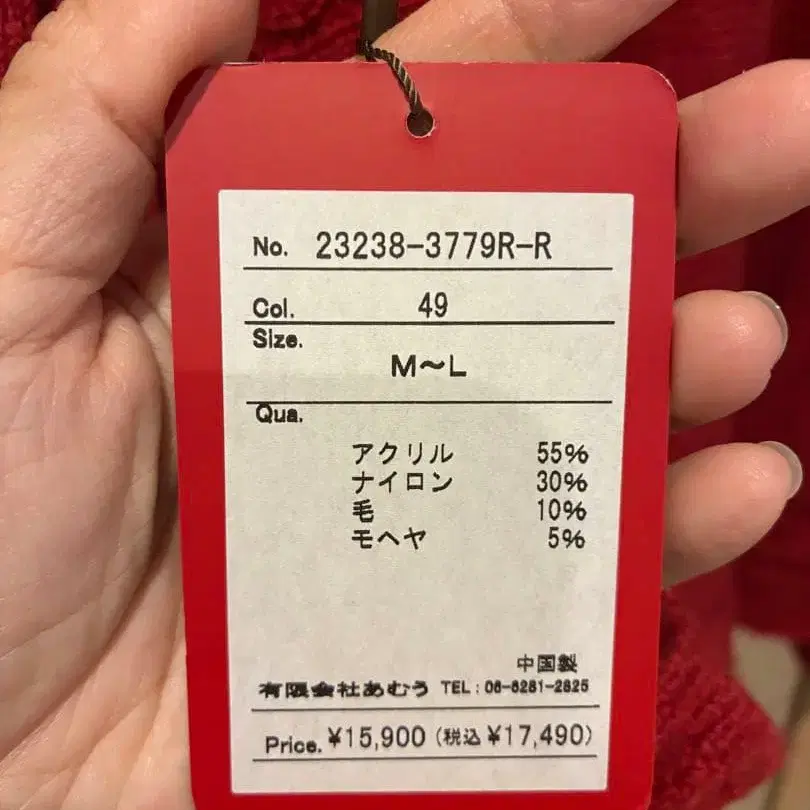 No. 23238-3779R-R
Col. 49
Size.
M～L
Qua.
アクリル 55%
ナイロン 30%
毛 10%
モヘヤ 5%
中国製
有限会社あむう TEL:06-6281-2825
Price. ¥15,900 (税込 ¥17,490)